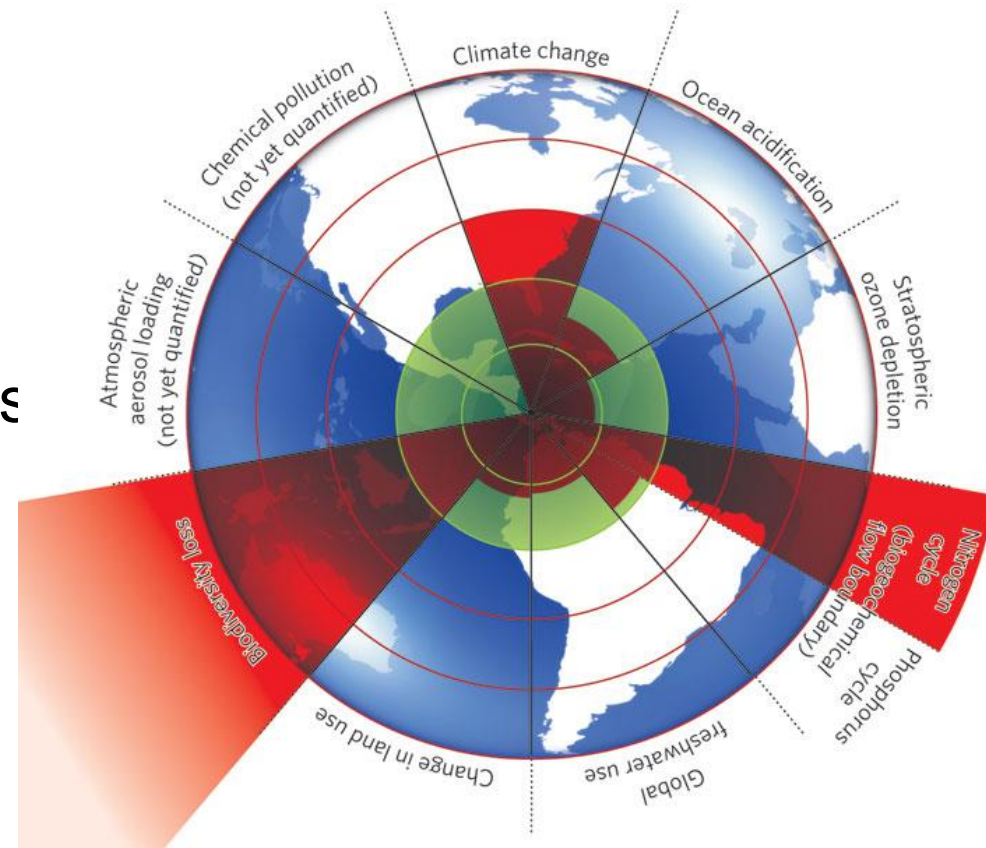 Climate change
Ocean acidification
Stratospheric
ozone depletion
Nitrogen
cycle
(biogeochemical
flow boundary)
Phosphorus
cycle
Global
freshwater use
Change in land use
Biodiversity loss
Atmospheric
aerosol loading
(not yet quantified)
Chemical pollution
(not yet quantified)
s